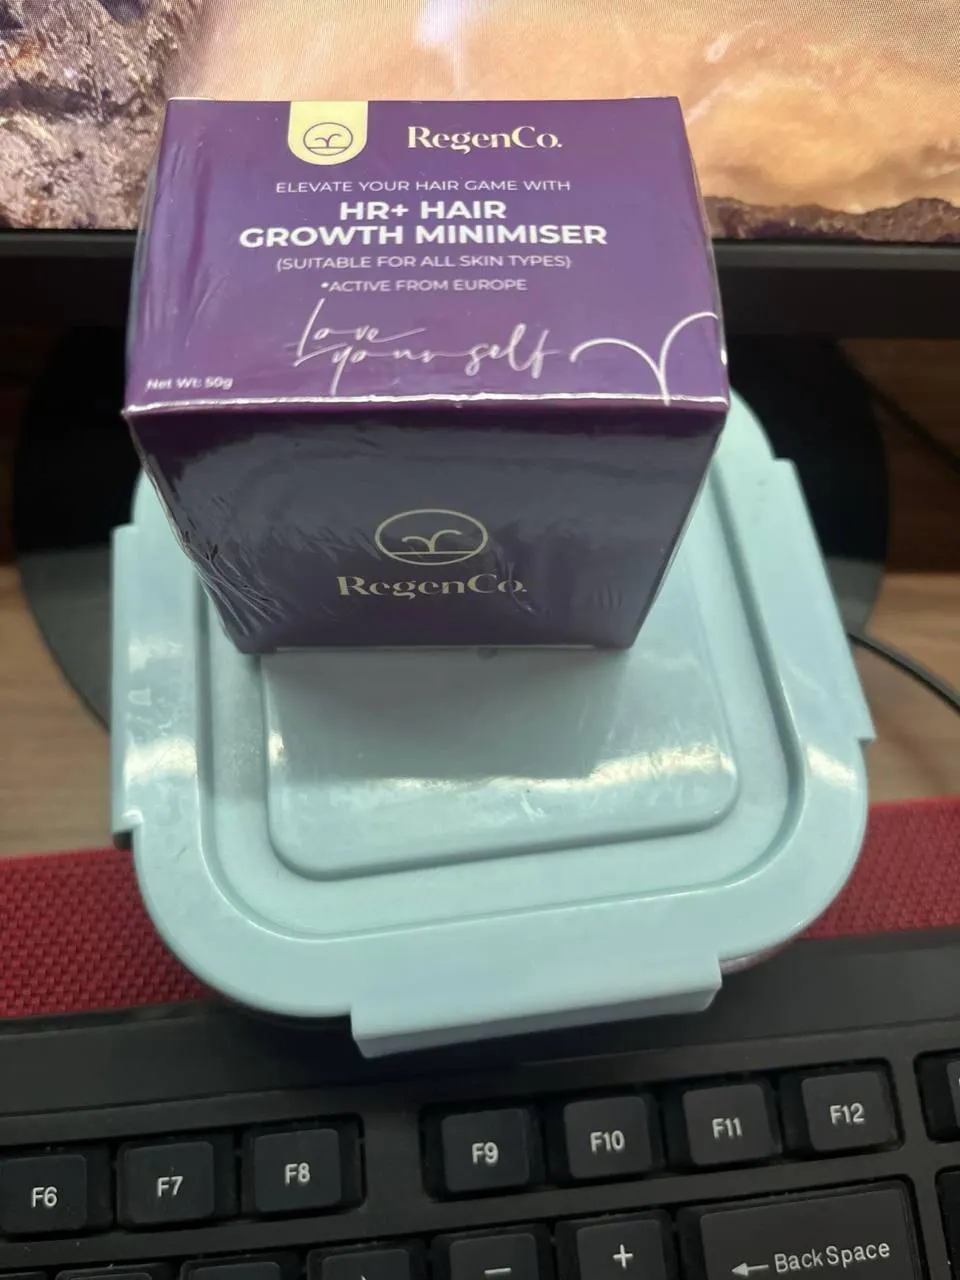 RegenCo.
ELEVATE YOUR HAIR GAME WITH
HR+ HAIR
GROWTH MINIMISER
(SUITABLE FOR ALL SKIN TYPES)
*ACTIVE FROM EUROPE
Love
yourself
Net Wt: 50g
RegenCo.
F6 F7 F8 F9 F10 F11 F12
− + ← BackSpace